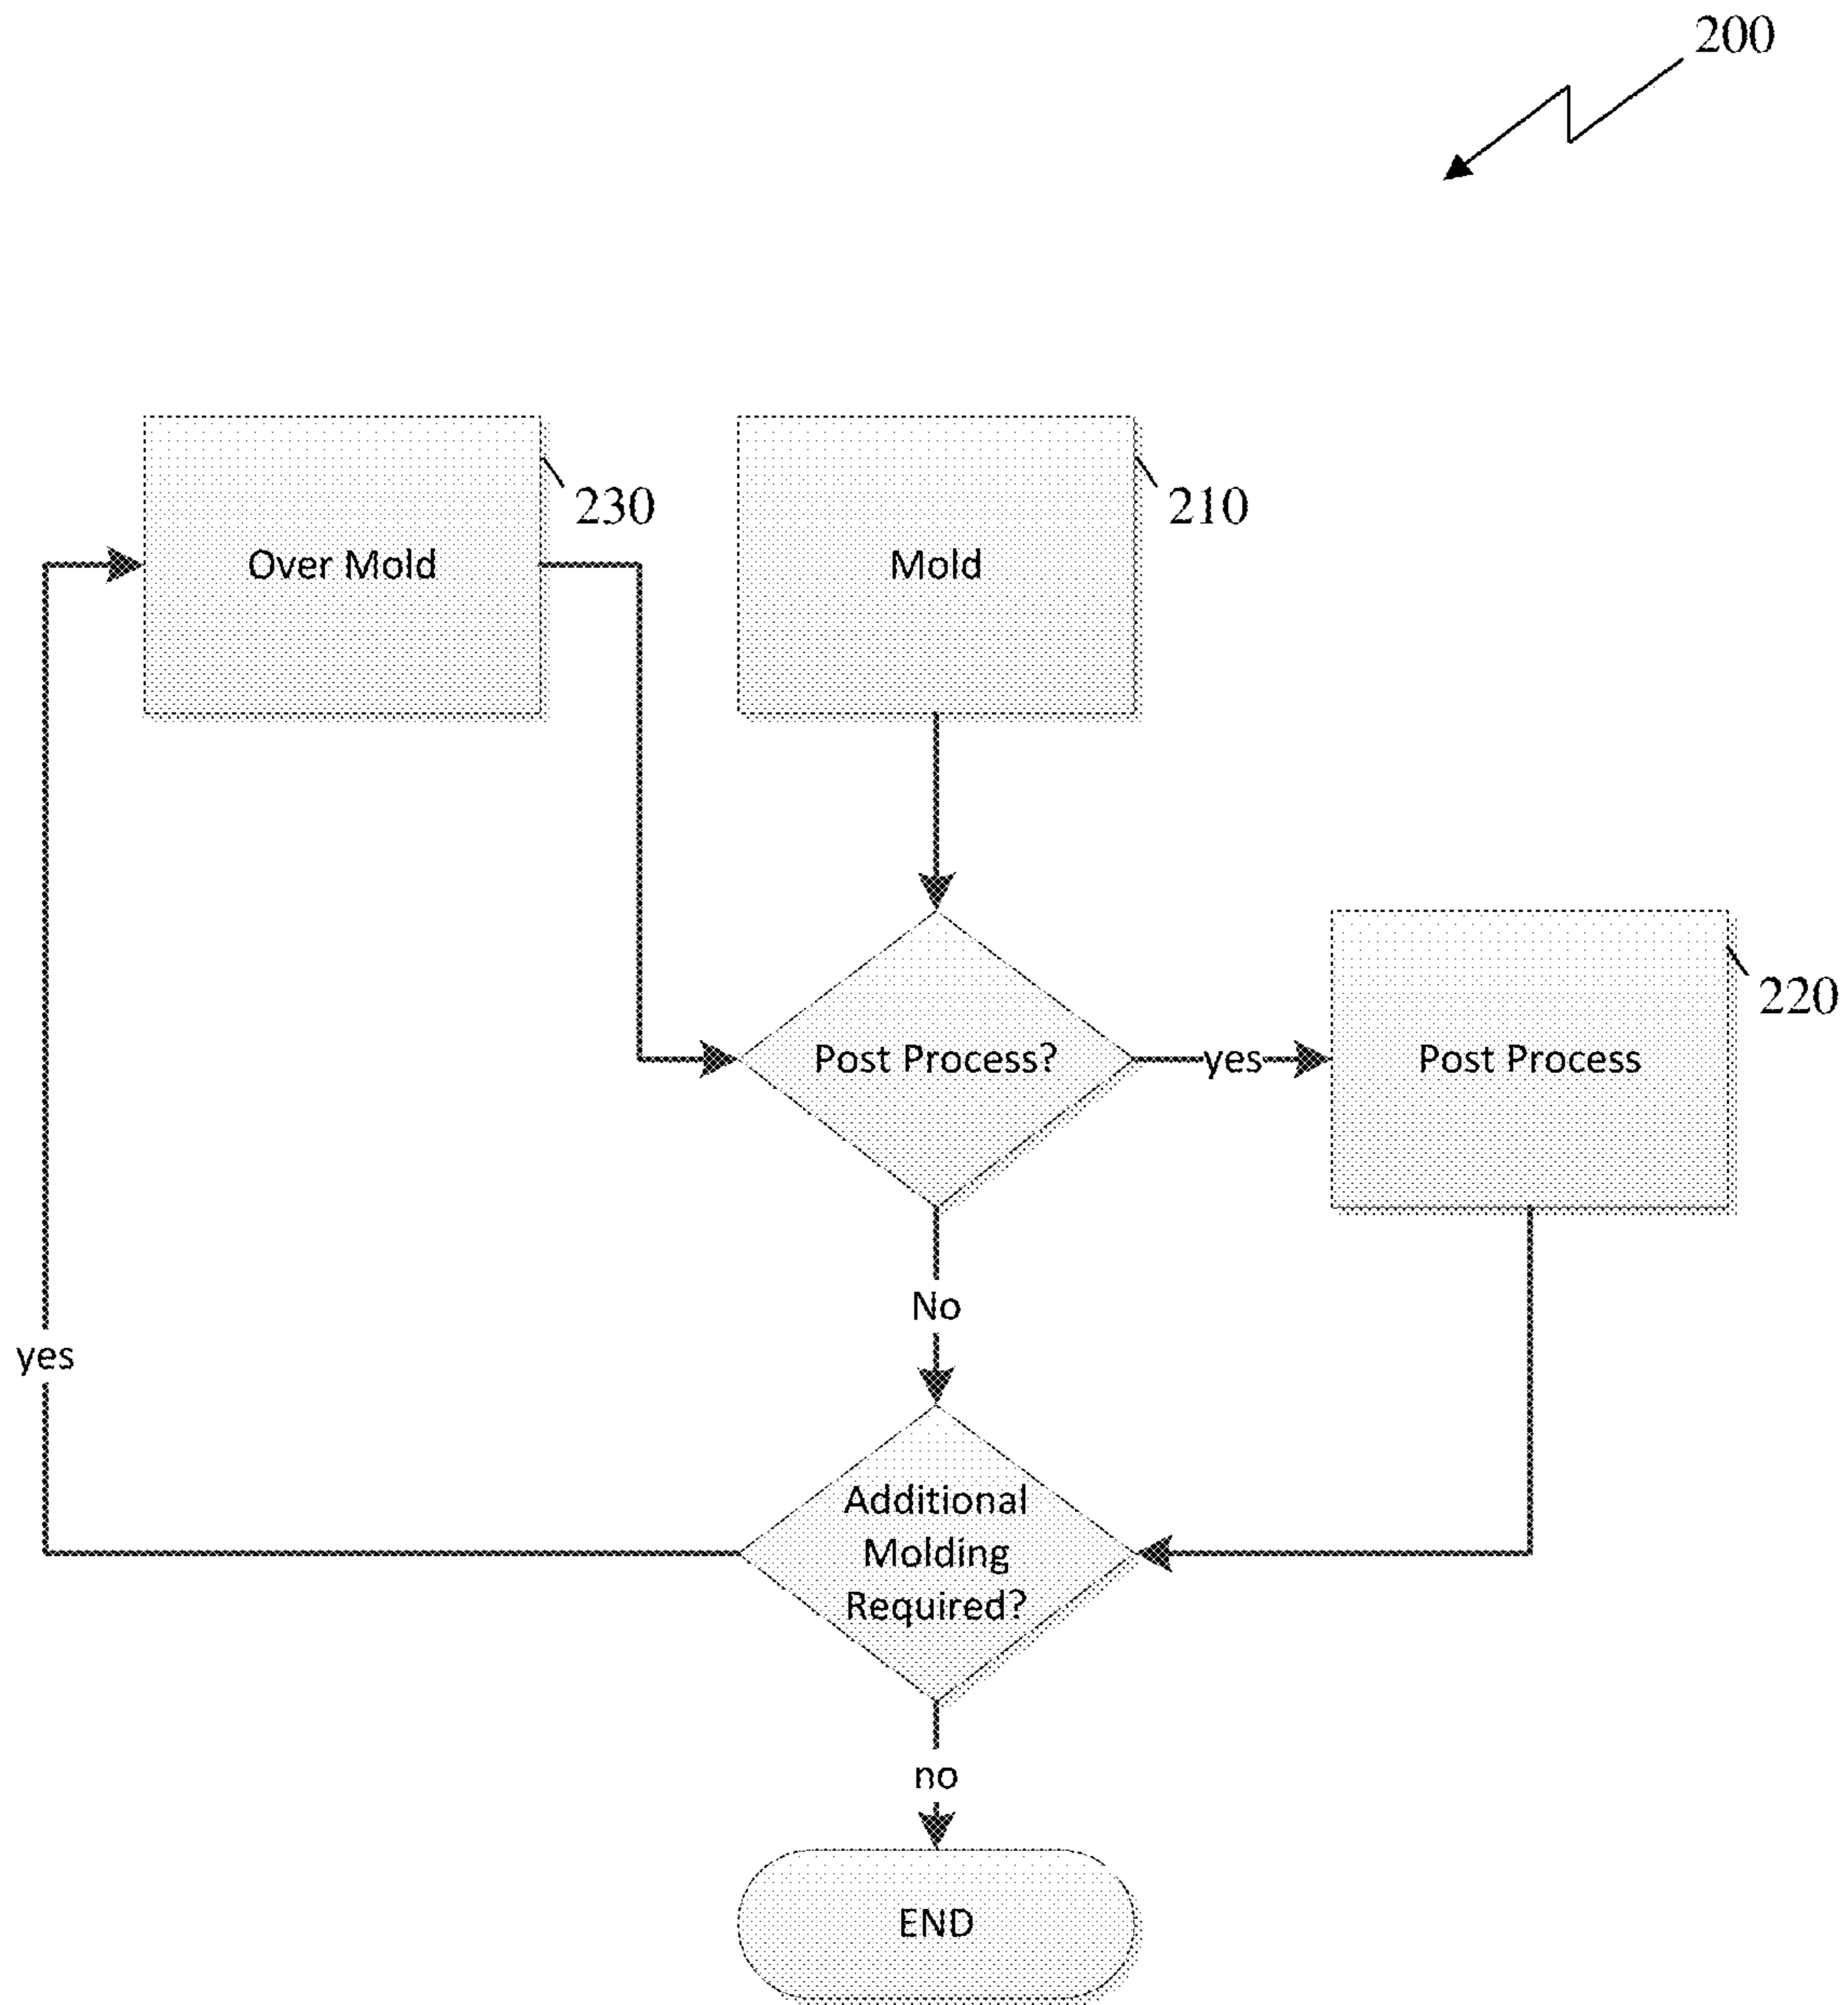 200
230
210
Over Mold
Mold
220
Post Process?
yes
Post Process
No
yes
Additional
Molding
Required?
no
END